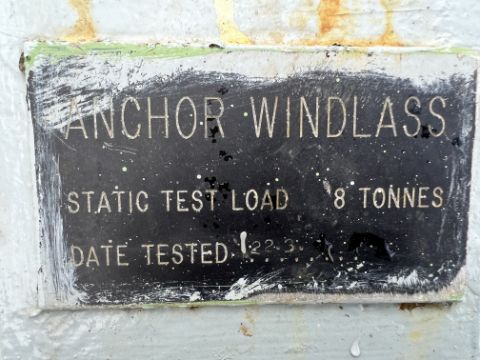 ANCHOR WINDLASS
STATIC TEST LOAD 8 TONNES
DATE TESTED